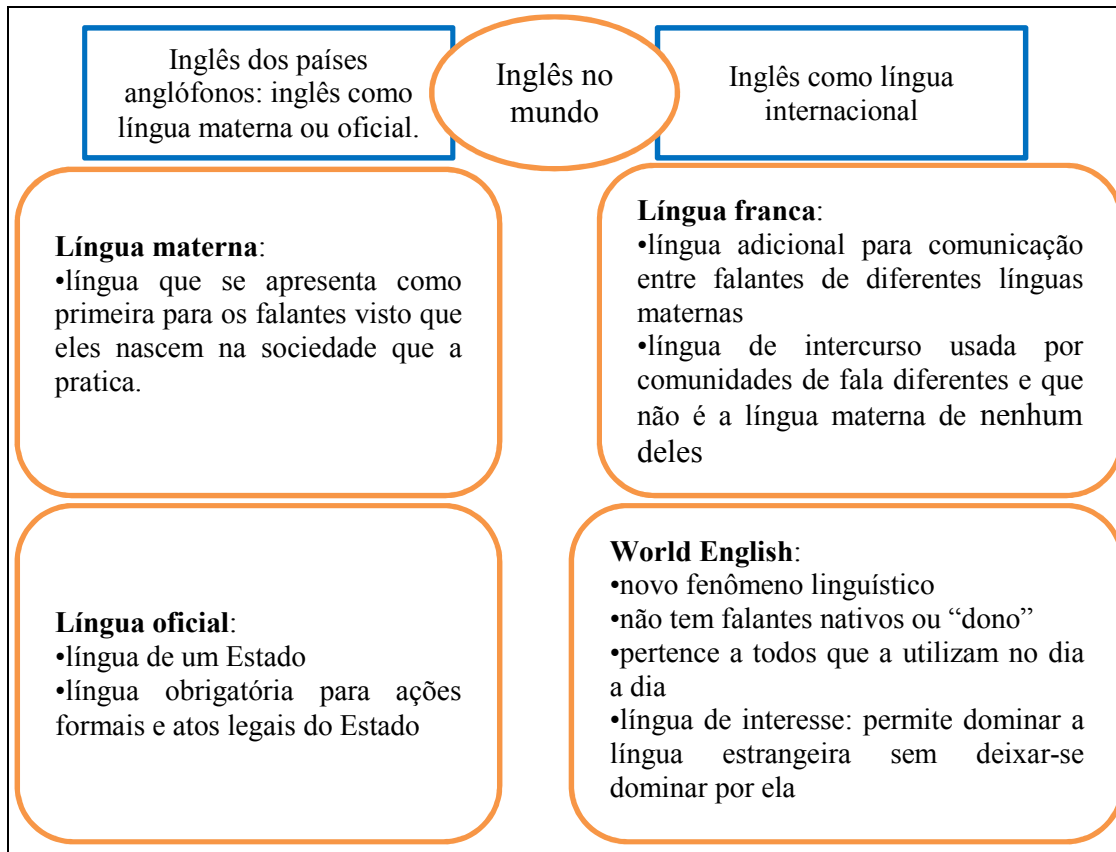 Inglês dos países
anglófonos: inglês como
língua materna ou oficial.
Inglês no
mundo
Inglês como língua
internacional
Língua materna:
•língua que se apresenta como
primeira para os falantes visto que
eles nascem na sociedade que a
pratica.
Língua franca:
•língua adicional para comunicação
entre falantes de diferentes línguas
maternas
•língua de intercurso usada por
comunidades de fala diferentes e que
não é a língua materna de nenhum
deles
Língua oficial:
•língua de um Estado
•língua obrigatória para ações
formais e atos legais do Estado
World English:
•novo fenômeno linguístico
•não tem falantes nativos ou “dono”
•pertence a todos que a utilizam no dia
a dia
•língua de interesse: permite dominar a
língua estrangeira sem deixar-se
dominar por ela